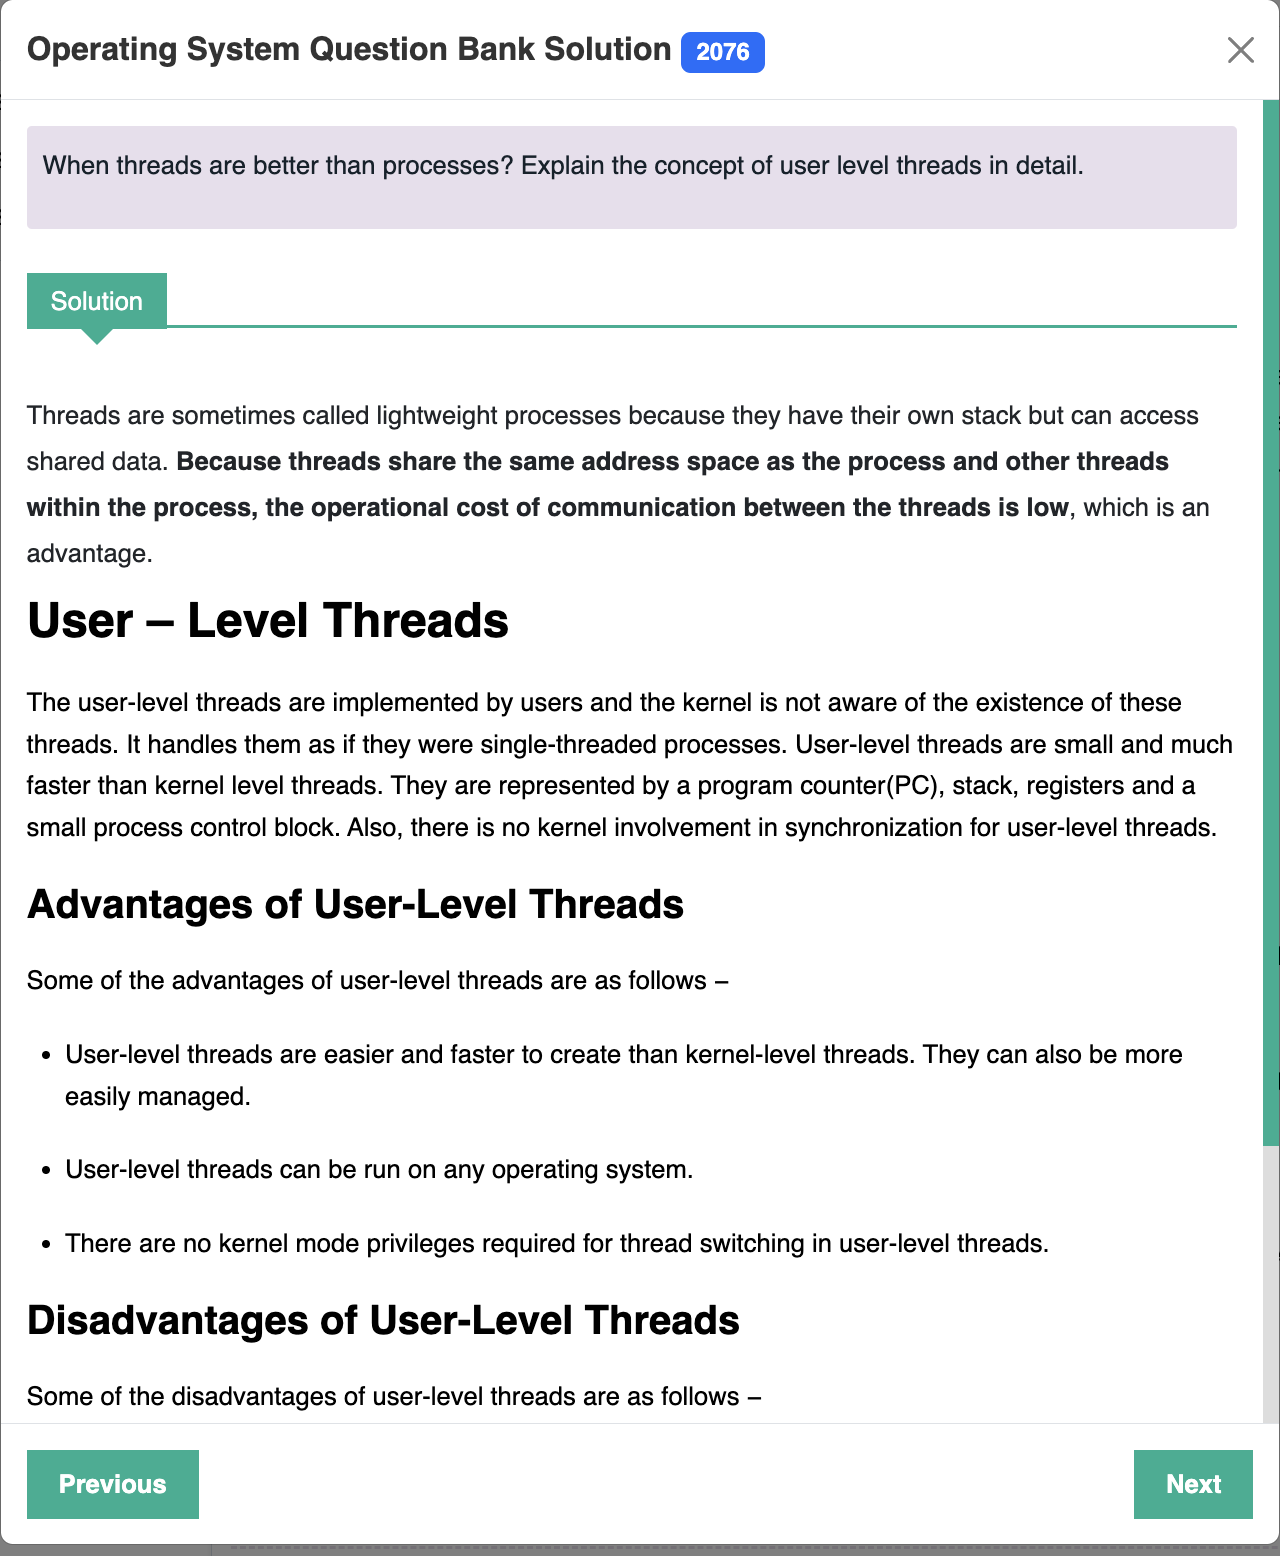 Operating System Question Bank Solution 2076
When threads are better than processes? Explain the concept of user level threads in detail.
Solution
Threads are sometimes called lightweight processes because they have their own stack but can access
shared data. Because threads share the same address space as the process and other threads
within the process, the operational cost of communication between the threads is low, which is an
advantage.
User – Level Threads
The user-level threads are implemented by users and the kernel is not aware of the existence of these
threads. It handles them as if they were single-threaded processes. User-level threads are small and much
faster than kernel level threads. They are represented by a program counter(PC), stack, registers and a
small process control block. Also, there is no kernel involvement in synchronization for user-level threads.
Advantages of User-Level Threads
Some of the advantages of user-level threads are as follows –
• User-level threads are easier and faster to create than kernel-level threads. They can also be more
easily managed.
• User-level threads can be run on any operating system.
• There are no kernel mode privileges required for thread switching in user-level threads.
Disadvantages of User-Level Threads
Some of the disadvantages of user-level threads are as follows –
Previous
Next